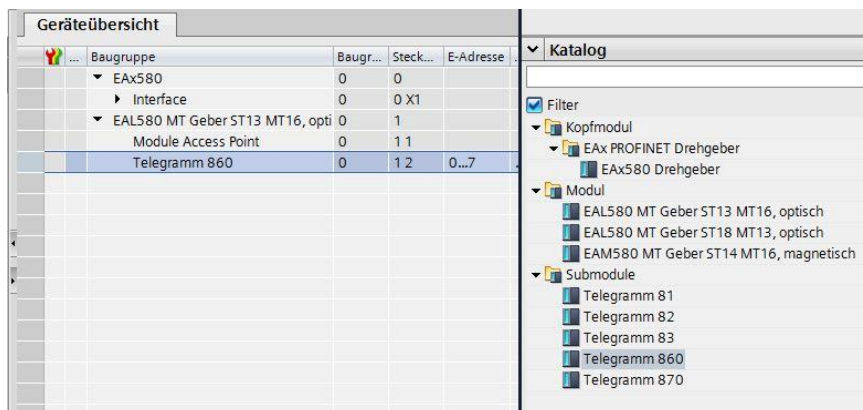 Geräteübersicht
... Baugruppe Baugr... Steck... E-Adresse
EAx580 0 0
Interface 0 0 X1
EAL580 MT Geber ST13 MT16, opti 0 1
Module Access Point 0 1 1
Telegramm 860 0 1 2 0...7
Katalog
Filter
Kopfmodul
EAx PROFINET Drehgeber
EAx580 Drehgeber
Modul
EAL580 MT Geber ST13 MT16, optisch
EAL580 MT Geber ST18 MT13, optisch
EAM580 MT Geber ST14 MT16, magnetisch
Submodule
Telegramm 81
Telegramm 82
Telegramm 83
Telegramm 860
Telegramm 870